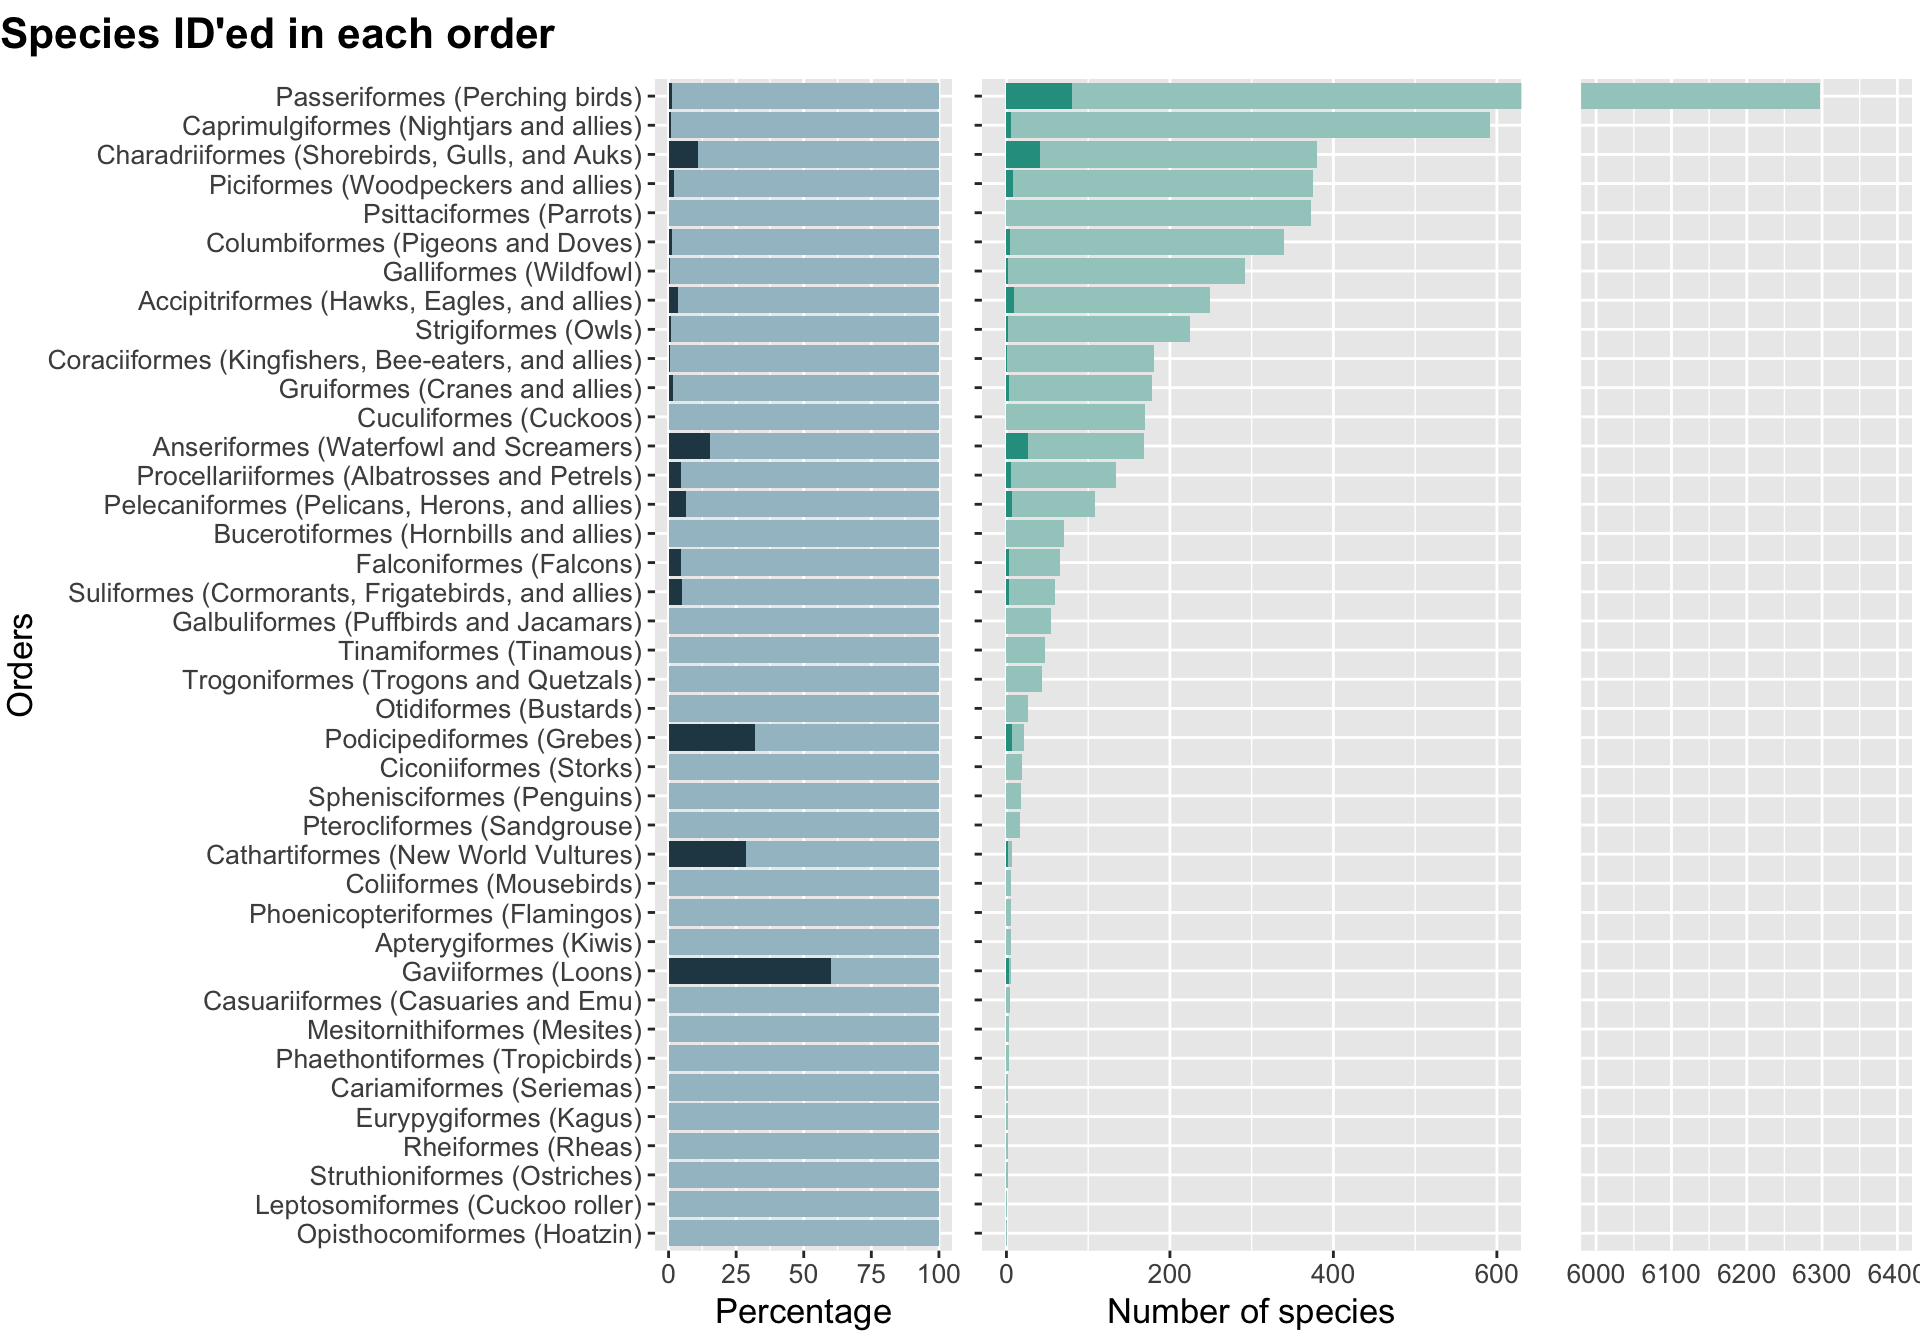 Species ID'ed in each order
Orders
Passeriformes (Perching birds)
Caprimulgiformes (Nightjars and allies)
Charadriiformes (Shorebirds, Gulls, and Auks)
Piciformes (Woodpeckers and allies)
Psittaciformes (Parrots)
Columbiformes (Pigeons and Doves)
Galliformes (Wildfowl)
Accipitriformes (Hawks, Eagles, and allies)
Strigiformes (Owls)
Coraciiformes (Kingfishers, Bee-eaters, and allies)
Gruiformes (Cranes and allies)
Cuculiformes (Cuckoos)
Anseriformes (Waterfowl and Screamers)
Procellariiformes (Albatrosses and Petrels)
Pelecaniformes (Pelicans, Herons, and allies)
Bucerotiformes (Hornbills and allies)
Falconiformes (Falcons)
Suliformes (Cormorants, Frigatebirds, and allies)
Galbuliformes (Puffbirds and Jacamars)
Tinamiformes (Tinamous)
Trogoniformes (Trogons and Quetzals)
Otidiformes (Bustards)
Podicipediformes (Grebes)
Ciconiiformes (Storks)
Sphenisciformes (Penguins)
Pterocliformes (Sandgrouse)
Cathartiformes (New World Vultures)
Coliiformes (Mousebirds)
Phoenicopteriformes (Flamingos)
Apterygiformes (Kiwis)
Gaviiformes (Loons)
Casuariiformes (Casuaries and Emu)
Mesitornithiformes (Mesites)
Phaethontiformes (Tropicbirds)
Cariamiformes (Seriemas)
Eurypygiformes (Kagus)
Rheiformes (Rheas)
Struthioniformes (Ostriches)
Leptosomiformes (Cuckoo roller)
Opisthocomiformes (Hoatzin)
0 25 50 75 100 0 200 400 600 6000 6100 6200 6300 6400
Percentage Number of species